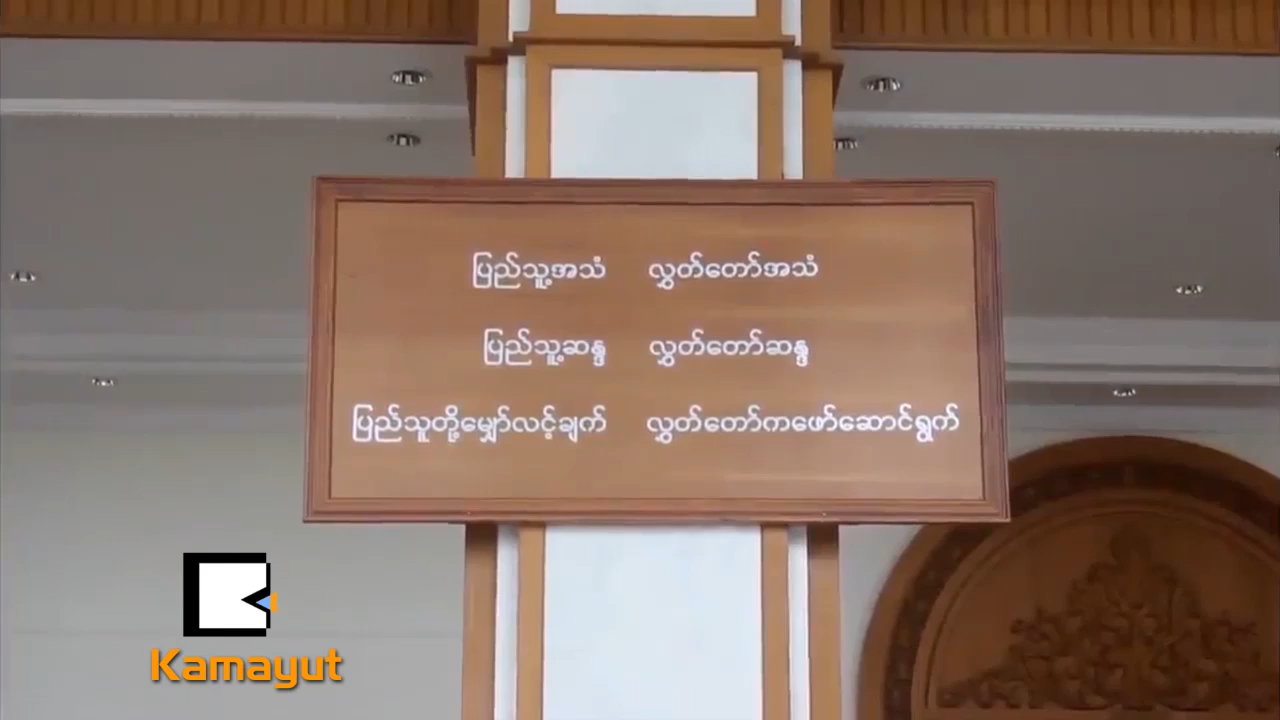 ပြည်သူ့အသံ လွှတ်တော်အသံ
ပြည်သူ့ဆန္ဒ လွှတ်တော်ဆန္ဒ
ပြည်သူတို့မျှော်လင့်ချက် လွှတ်တော်ကဖော်ဆောင်ရွက်
Kamayut